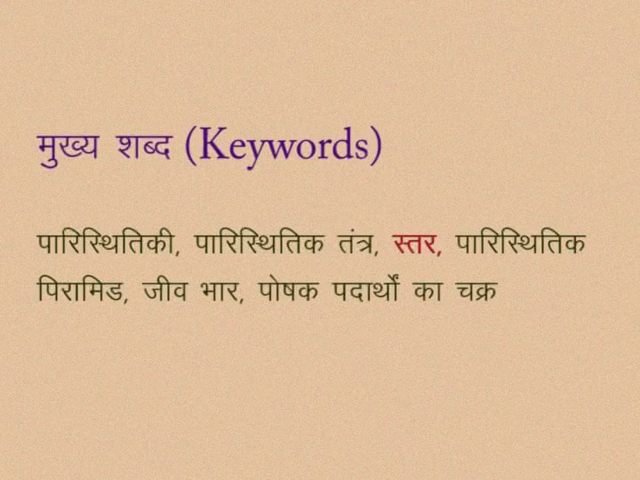 मुख्य शब्द (Keywords)
पारिस्थितिकी, पारिस्थितिक तंत्र, स्तर, पारिस्थितिक
पिरामिड, जीव भार, पोषक पदार्थों का चक्र